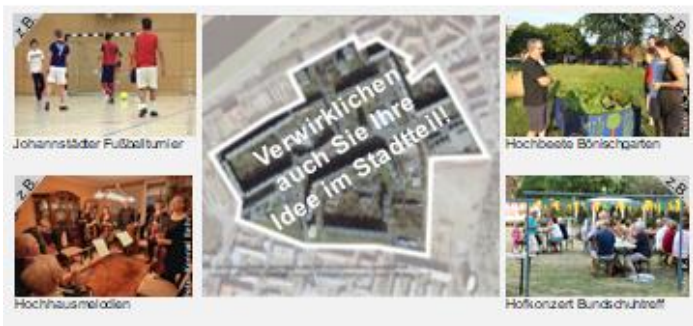 z.B.
Johannstädter Fußballturnier
z.B.
Hochhausmelodien
Verwirklichen
auch Sie Ihre
Idee im Stadtteil!
z.B.
Hochbeete Bönischgarten
z.B.
Hofkonzert Bundschuhtreff